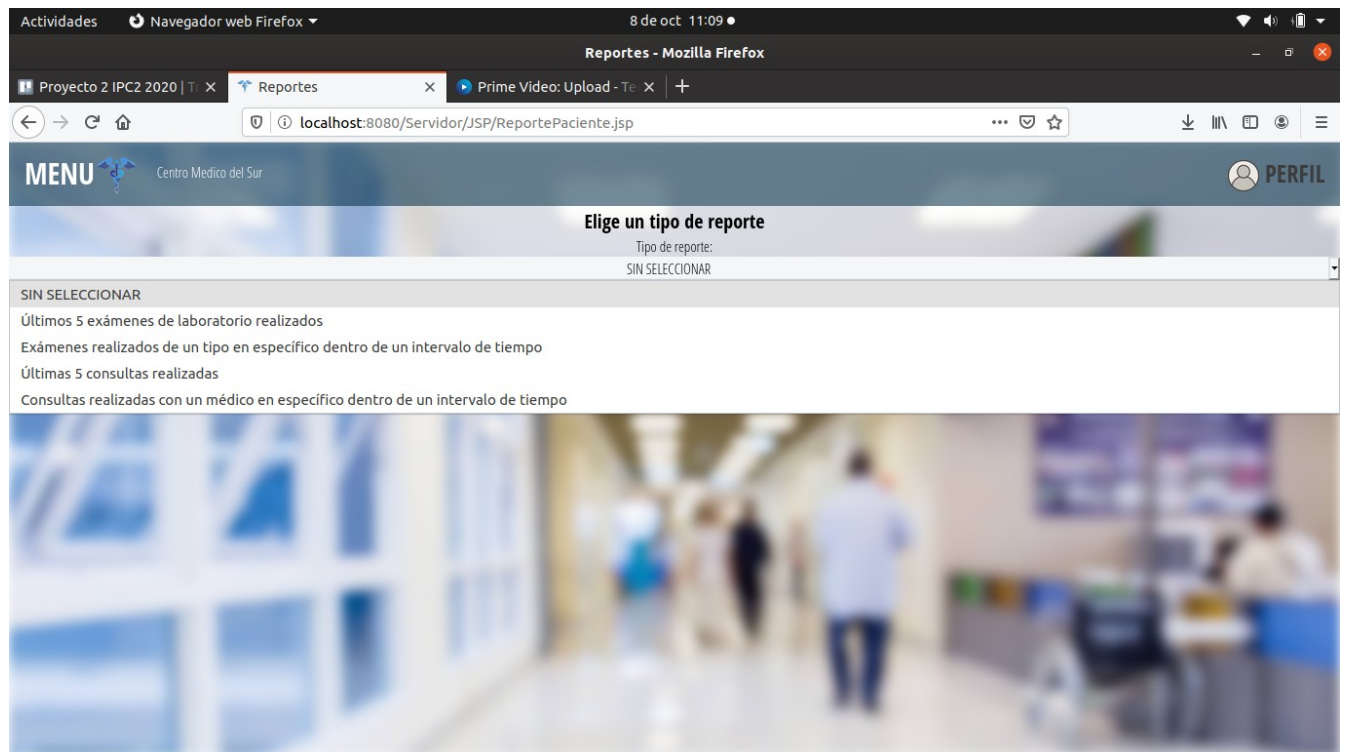 Actividades Navegador web Firefox 8 de oct 11:09
Reportes - Mozilla Firefox
Proyecto 2 IPC2 2020 | Reportes Prime Video: Upload -
localhost:8080/Servidor/JSP/ReportePaciente.jsp
MENU Centro Medico del Sur PERFIL
Elige un tipo de reporte
Tipo de reporte:
SIN SELECCIONAR
SIN SELECCIONAR
Últimos 5 exámenes de laboratorio realizados
Exámenes realizados de un tipo en específico dentro de un intervalo de tiempo
Últimas 5 consultas realizadas
Consultas realizadas con un médico en específico dentro de un intervalo de tiempo